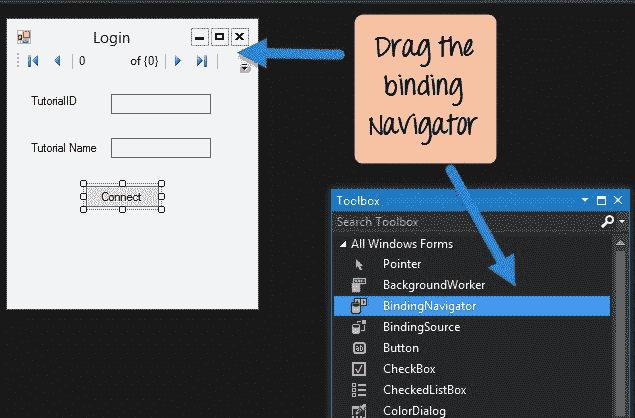 Login
0 of {0}
TutorialID
Tutorial Name
Connect
Drag the
binding
Navigator
Toolbox
Search Toolbox
All Windows Forms
Pointer
BackgroundWorker
BindingNavigator
BindingSource
Button
CheckBox
CheckedListBox
ColorDialog